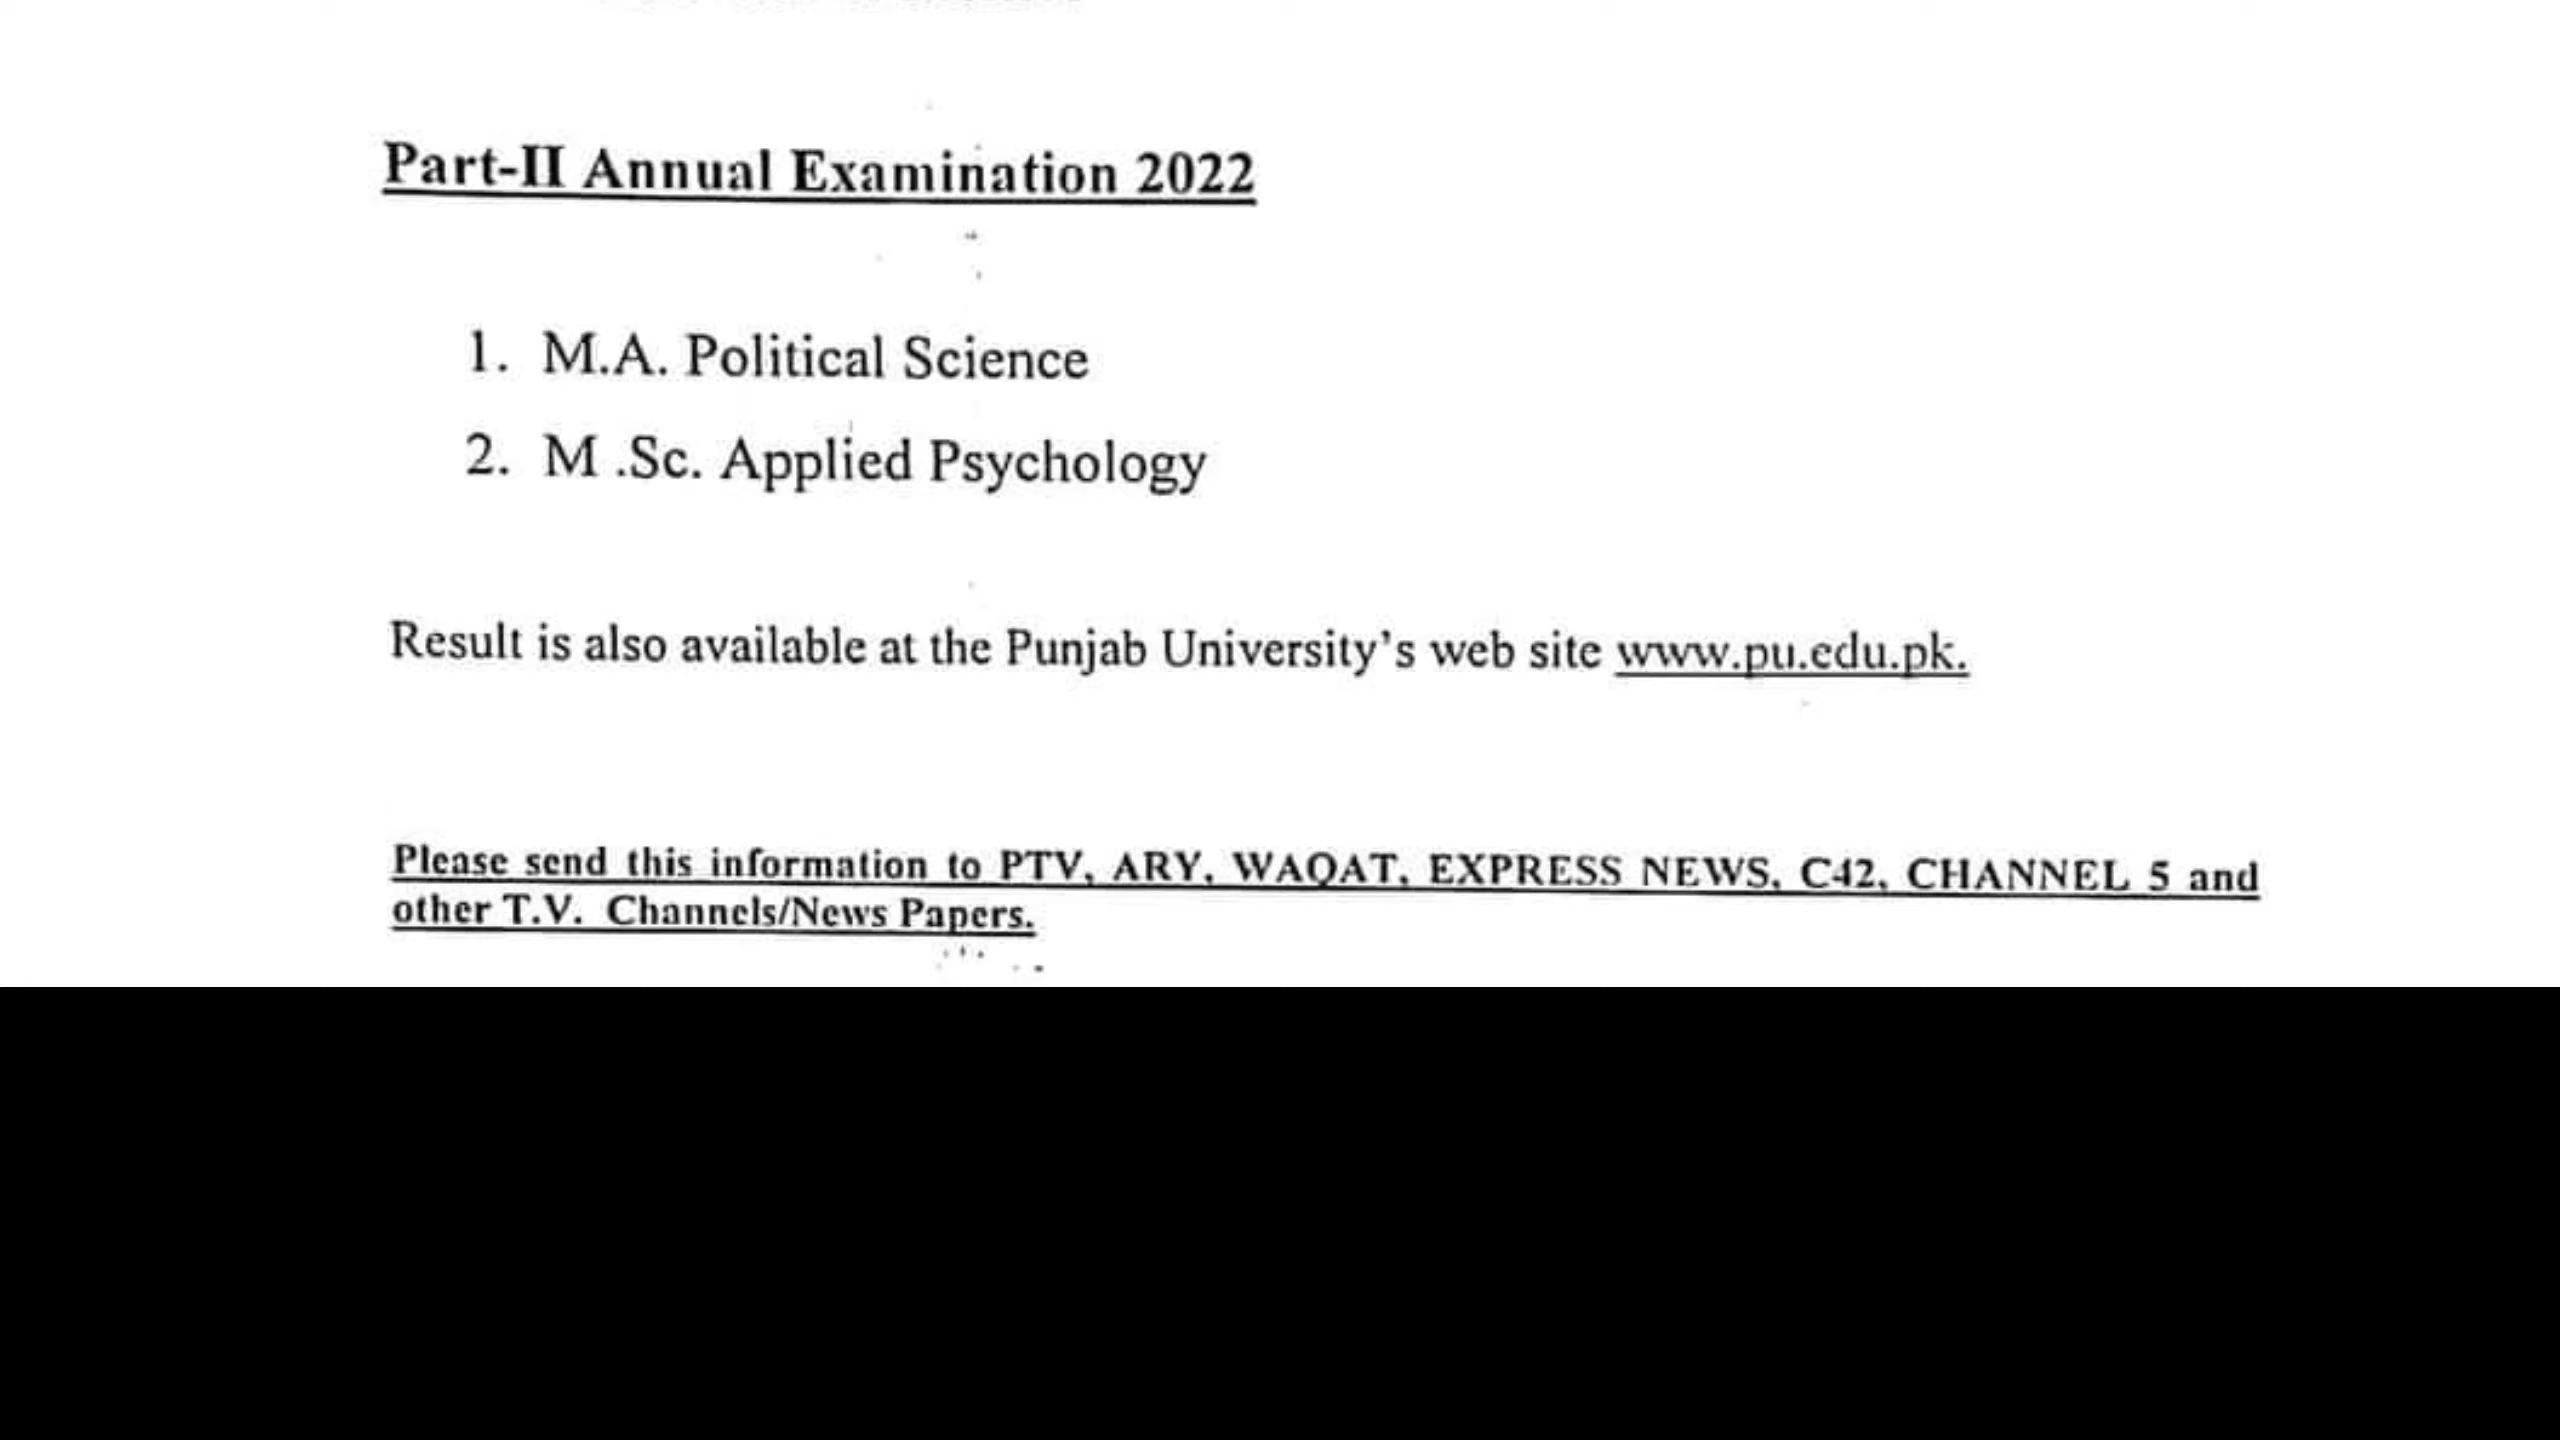 Part-II Annual Examination 2022
1. M.A. Political Science
2. M .Sc. Applied Psychology
Result is also available at the Punjab University's web site www.pu.edu.pk.
Please send this information to PTV, ARY, WAQAT, EXPRESS NEWS, C42, CHANNEL 5 and
other T.V. Channels/News Papers.